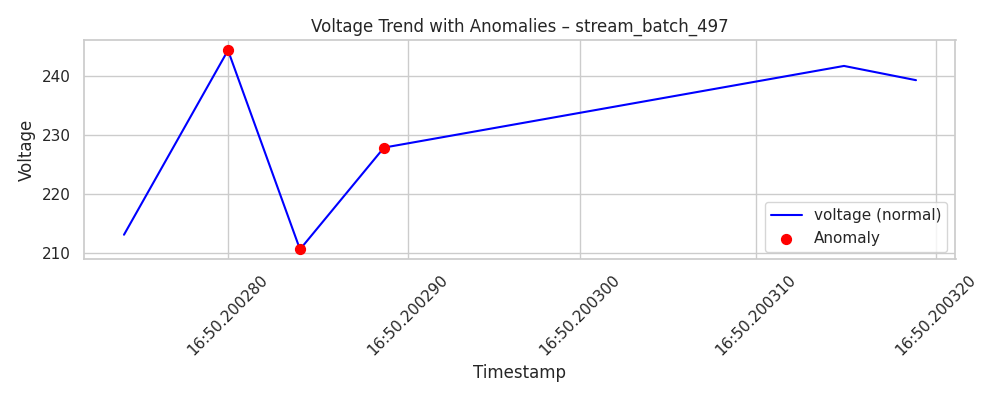 Voltage Trend with Anomalies – stream_batch_497
Voltage
240
230
220
210
voltage (normal)
Anomaly
16:50.200280
16:50.200290
16:50.200300
16:50.200310
16:50.200320
Timestamp